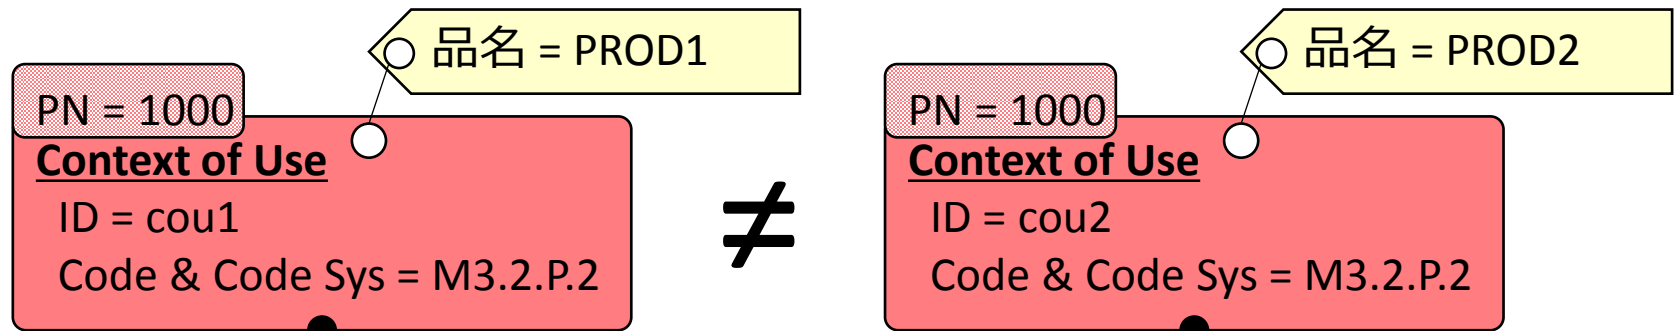 品名 = PROD1
PN = 1000
Context of Use
ID = cou1
Code & Code Sys = M3.2.P.2
≠
品名 = PROD2
PN = 1000
Context of Use
ID = cou2
Code & Code Sys = M3.2.P.2